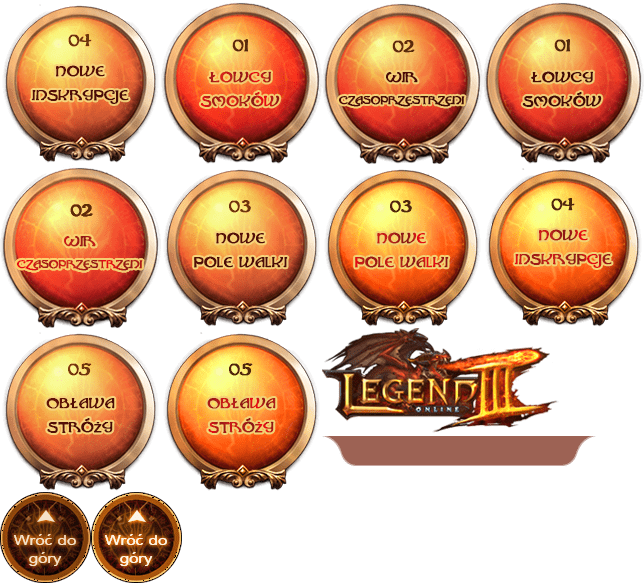 04
NOWE
INSKRYPCJE
01
ŁOWCY
SMOKÓW
02
WIR
CZASOPRZESTRZENI
01
ŁOWCY
SMOKÓW
02
WIR
CZASOPRZESTRZENI
03
NOWE
POLE WALKI
03
NOWE
POLE WALKI
04
NOWE
INSKRYPCJE
05
OBŁAWA
STRÓŻY
05
OBŁAWA
STRÓŻY
LEGEND III
ONLINE
Wróć do
góry
Wróć do
góry